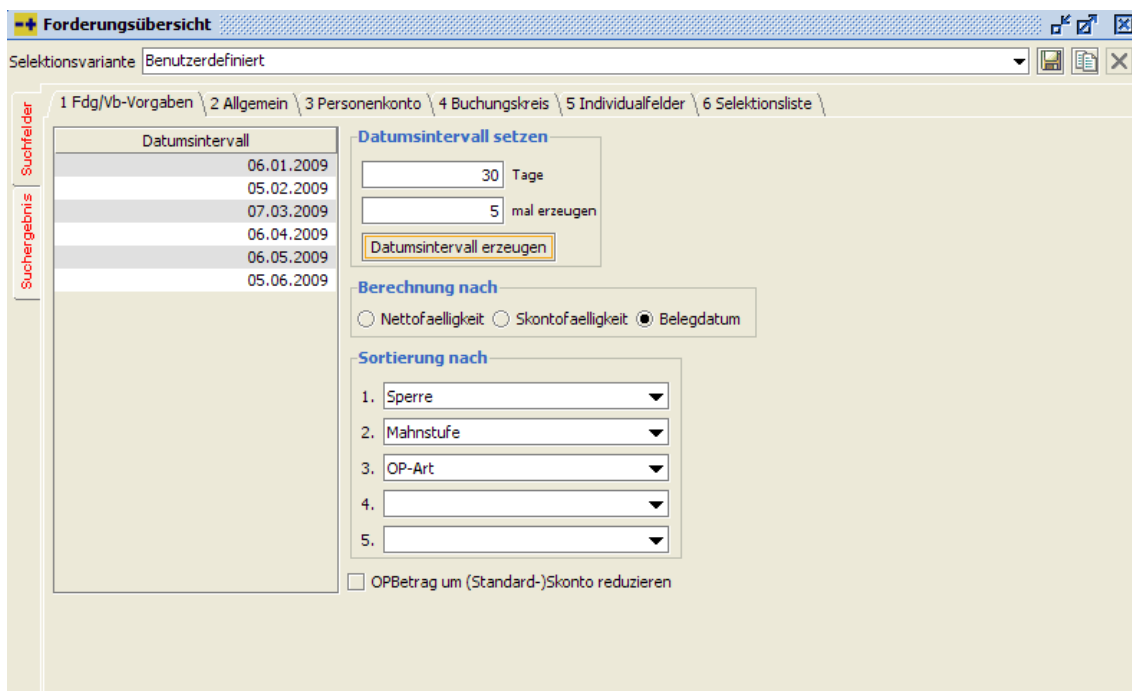 Forderungsübersicht
Selektionsvariante Benutzerdefiniert
Suchfelder
Suchergebnis
1 Fdg/Vb-Vorgaben 2 Allgemein 3 Personenkonto 4 Buchungskreis 5 Individualfelder 6 Selektionsliste
Datumsintervall
06.01.2009
05.02.2009
07.03.2009
06.04.2009
06.05.2009
05.06.2009
Datumsintervall setzen
30 Tage
5 mal erzeugen
Datumsintervall erzeugen
Berechnung nach
Nettofaelligkeit Skontofaelligkeit Belegdatum
Sortierung nach
1. Sperre
2. Mahnstufe
3. OP-Art
4.
5.
OPBetrag um (Standard-)Skonto reduzieren